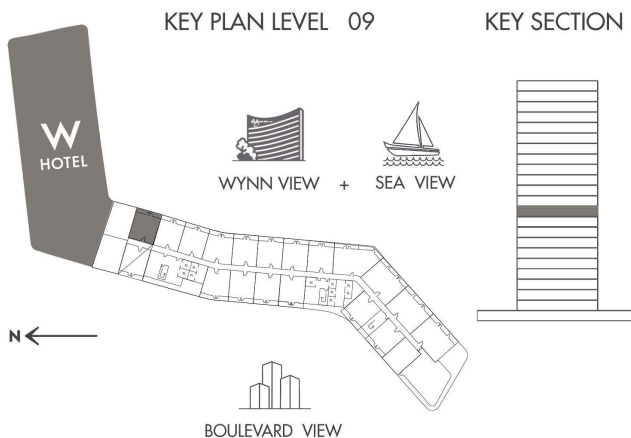 KEY PLAN LEVEL 09
KEY SECTION
W
HOTEL
WYNN VIEW + SEA VIEW
N
BOULEVARD VIEW